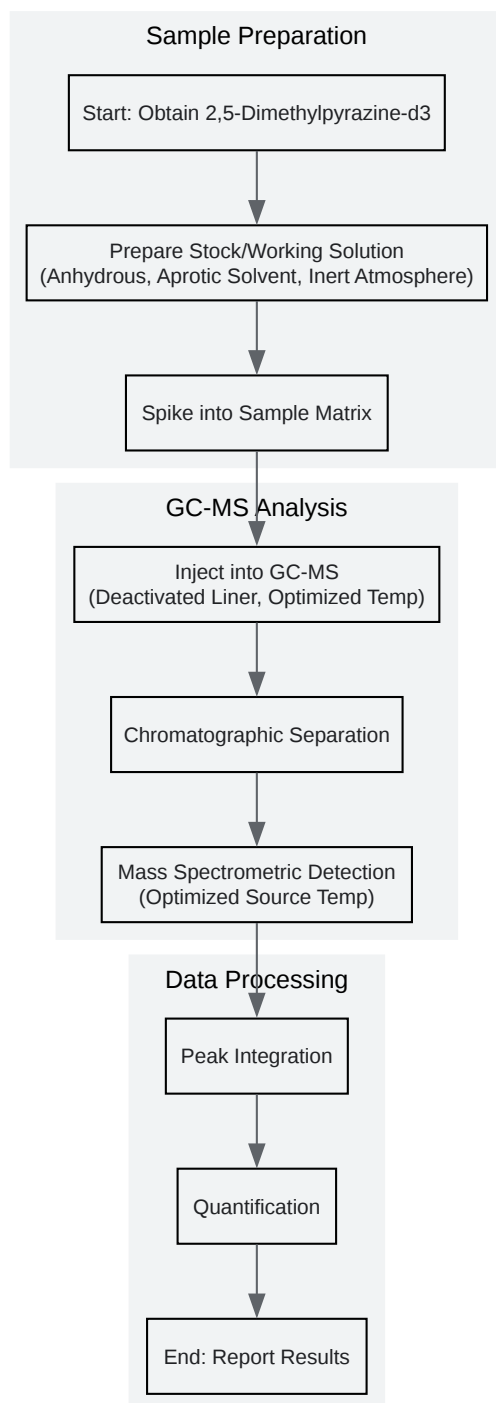 Sample Preparation
Start: Obtain 2,5-Dimethylpyrazine-d3
Prepare Stock/Working Solution
(Anhydrous, Aprotic Solvent, Inert Atmosphere)
Spike into Sample Matrix
GC-MS Analysis
Inject into GC-MS
(Deactivated Liner, Optimized Temp)
Chromatographic Separation
Mass Spectrometric Detection
(Optimized Source Temp)
Data Processing
Peak Integration
Quantification
End: Report Results